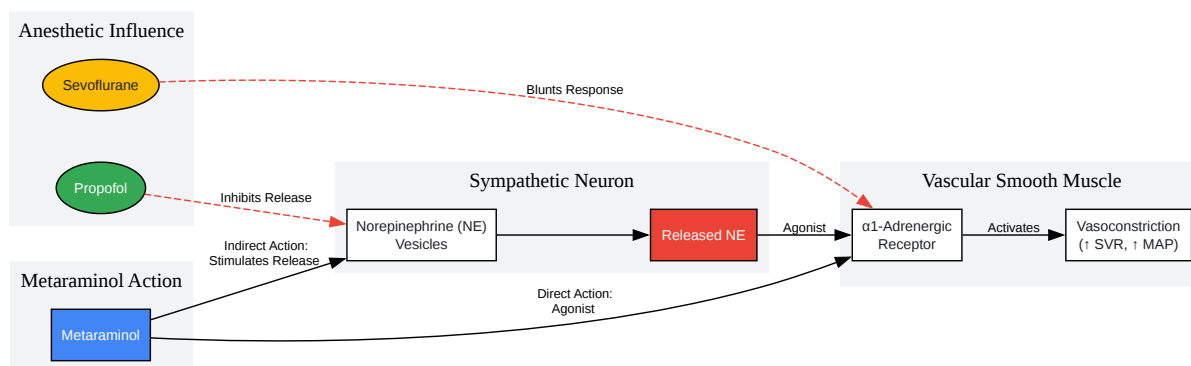 Anesthetic Influence
Sevoflurane
Blunts Response
Propofol
Inhibits Release
Sympathetic Neuron
Norepinephrine (NE)
Vesicles
Released NE
Agonist
Vascular Smooth Muscle
α1-Adrenergic
Receptor
Activates
Vasoconstriction
(↑ SVR, ↑ MAP)
Indirect Action:
Stimulates Release
Metaraminol Action
Metaraminol
Direct Action:
Agonist